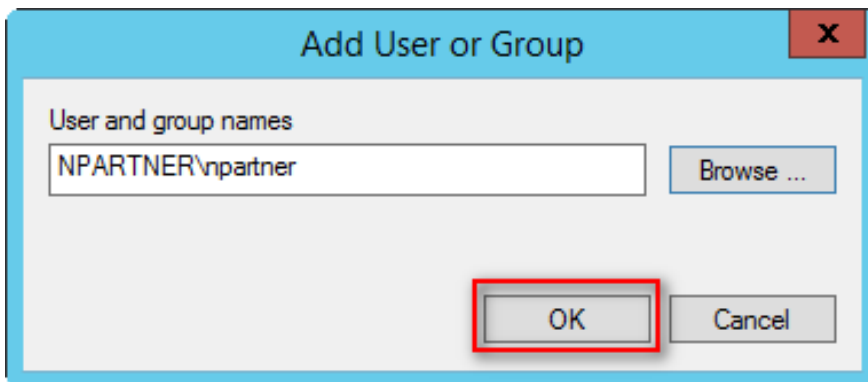 Add User or Group
x
User and group names
NPARTNER\npartner
Browse ...
OK
Cancel